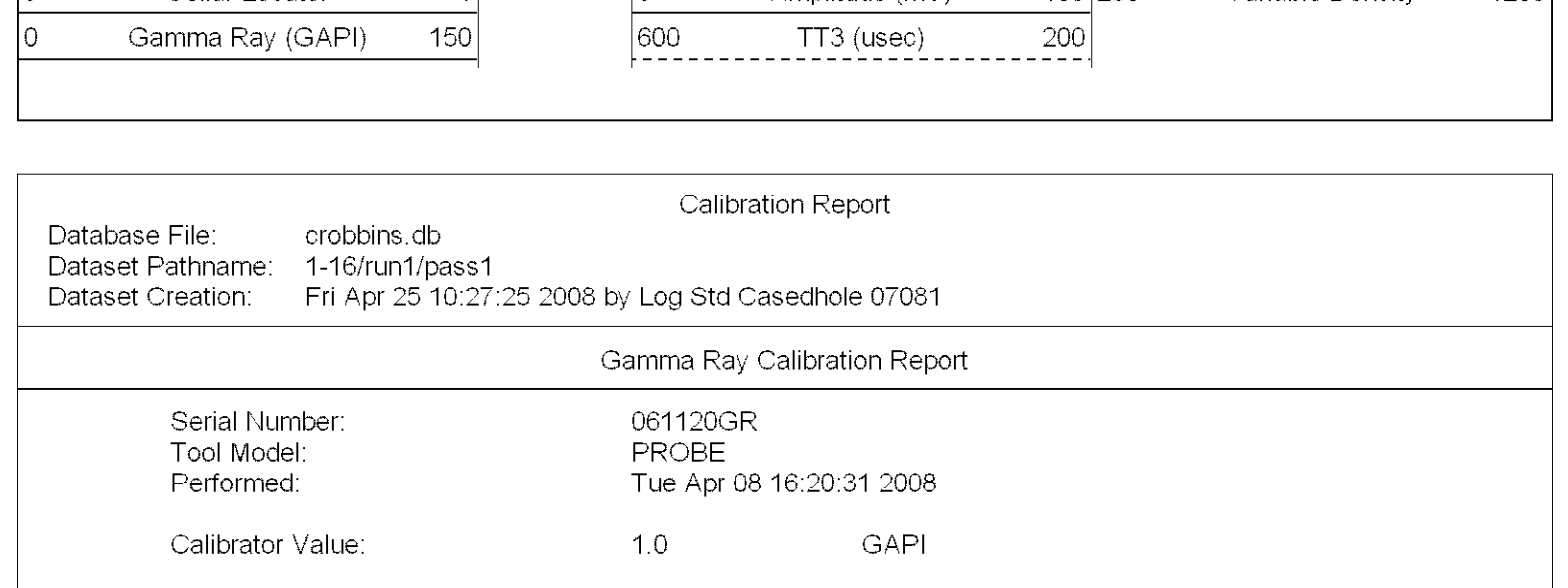 0 Gamma Ray (GAPI) 150 600 TT3 (usec) 200
Calibration Report
Database File: crobbins.db
Dataset Pathname: 1-16/run1/pass1
Dataset Creation: Fri Apr 25 10:27:25 2008 by Log Std Casedhole 07081
Gamma Ray Calibration Report
Serial Number: 061120GR
Tool Model: PROBE
Performed: Tue Apr 08 16:20:31 2008
Calibrator Value: 1.0 GAPI